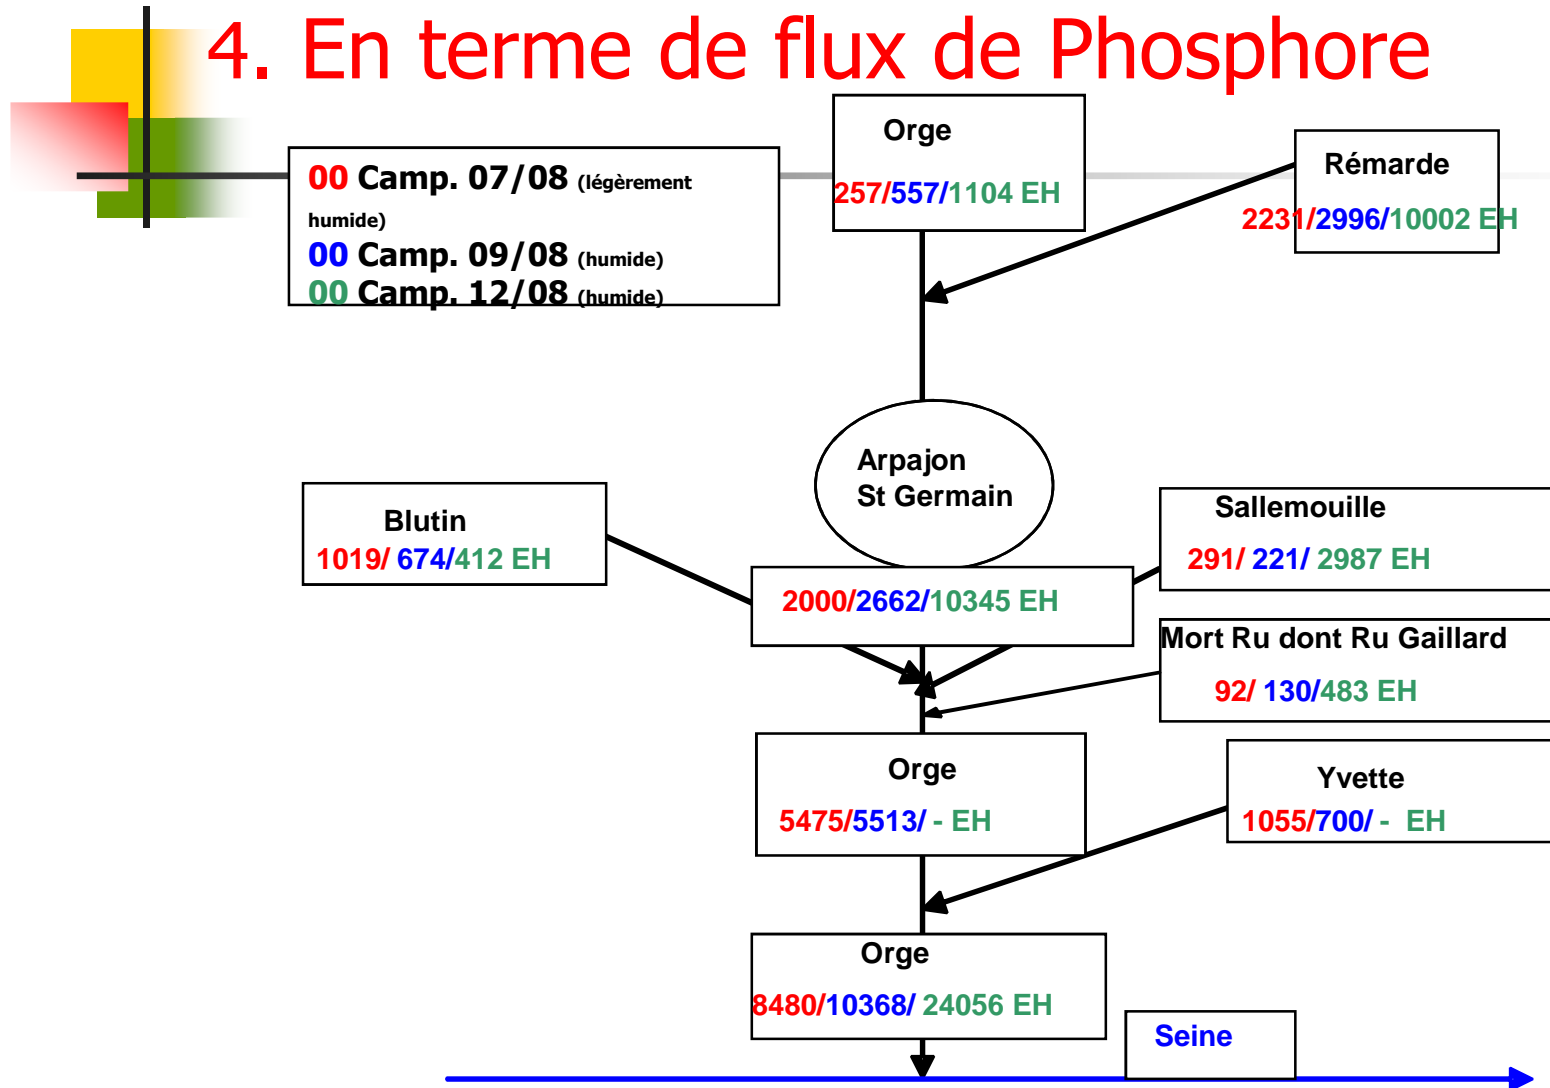 4. En terme de flux de Phosphore
00 Camp. 07/08 (légèrement
humide)
00 Camp. 09/08 (humide)
00 Camp. 12/08 (humide)
Orge
257/557/1104 EH
Rémarde
2231/2996/10002 EH
Arpajon
St Germain
Blutin
1019/ 674/412 EH
2000/2662/10345 EH
Sallemouille
291/ 221/ 2987 EH
Mort Ru dont Ru Gaillard
92/ 130/483 EH
Orge
5475/5513/ - EH
Yvette
1055/700/ - EH
Orge
8480/10368/ 24056 EH
Seine